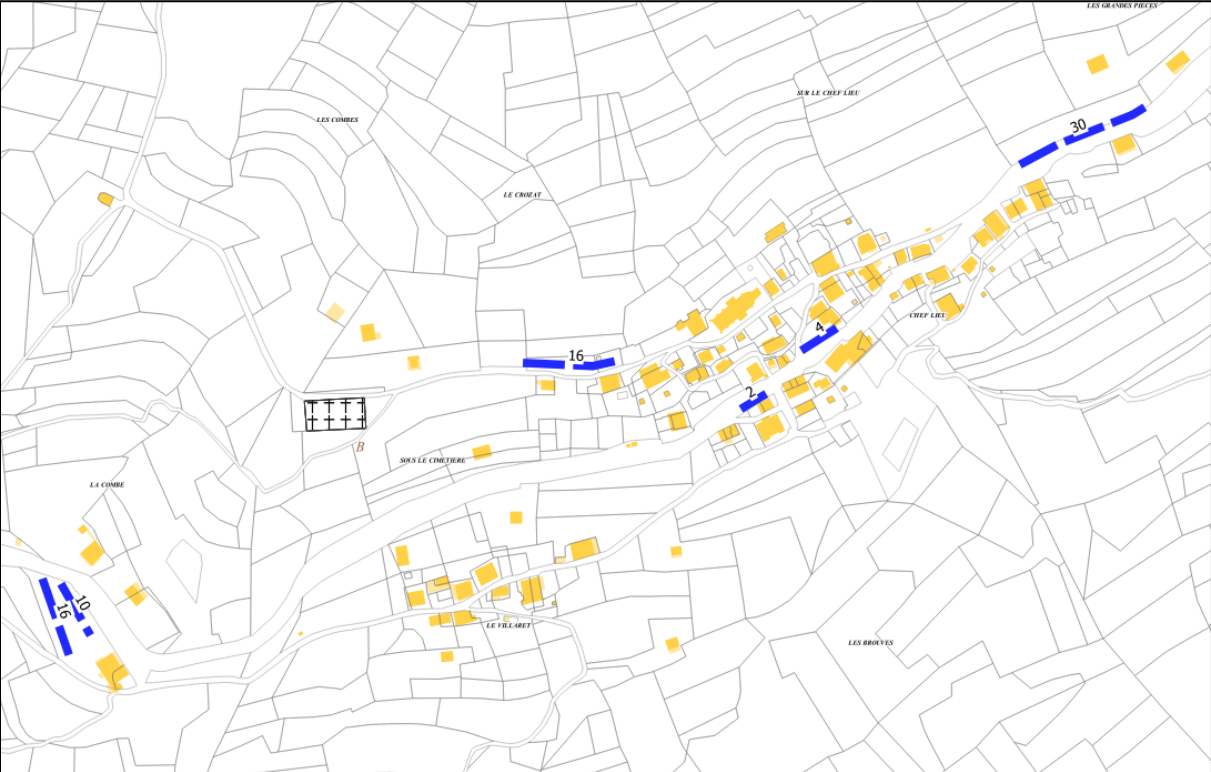 LES GRANDES PIECES
SUR LE CHEF LIEU
LES COMBES
30
LE CROZAT
CHEF LIEU
4
16
2
B
SOUS LE CIMETIERE
LA COMBE
10
16
LE VILLARET
LES BROUVES